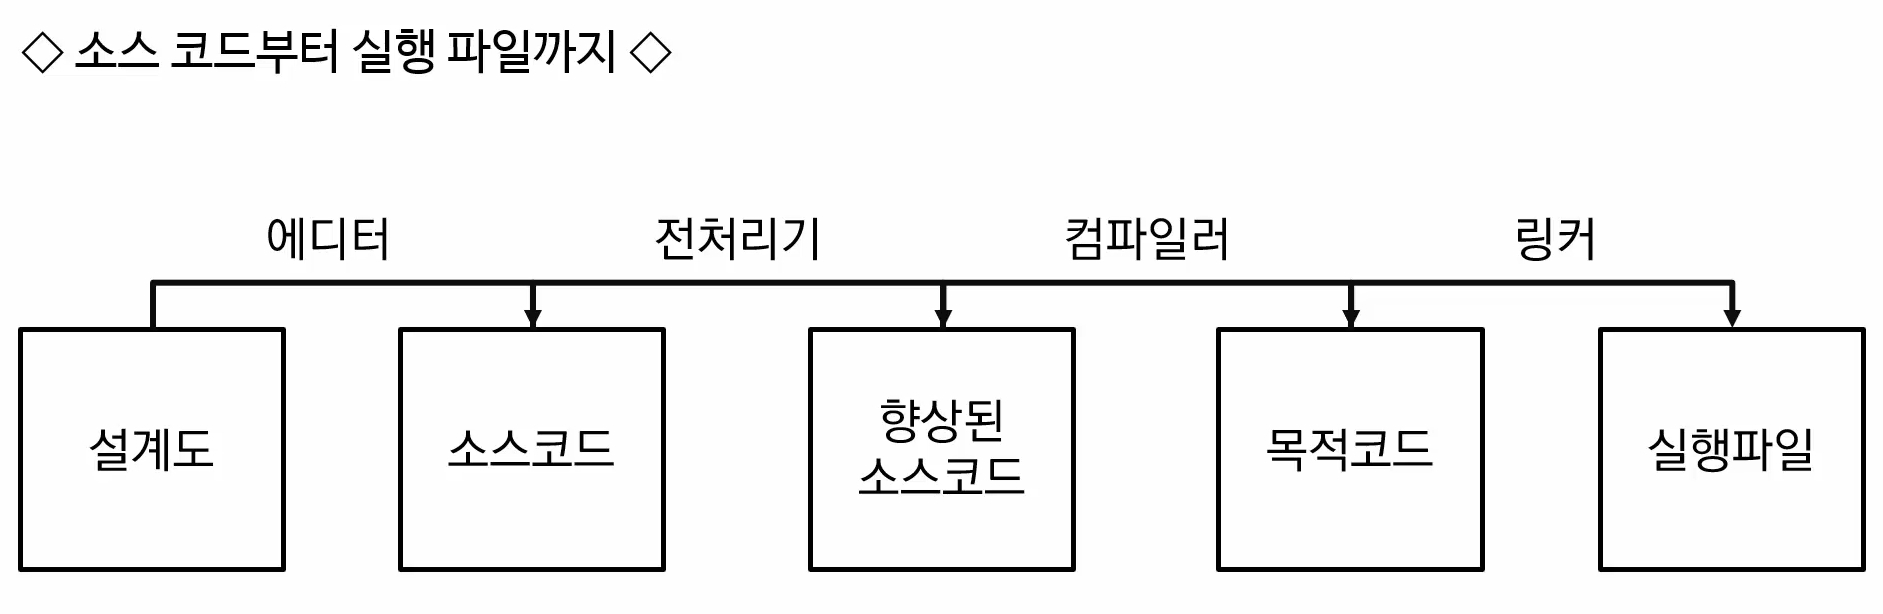 ◇ 소스 코드부터 실행 파일까지 ◇
에디터
전처리기
컴파일러
링커
설계도
소스코드
향상된
소스코드
목적코드
실행파일